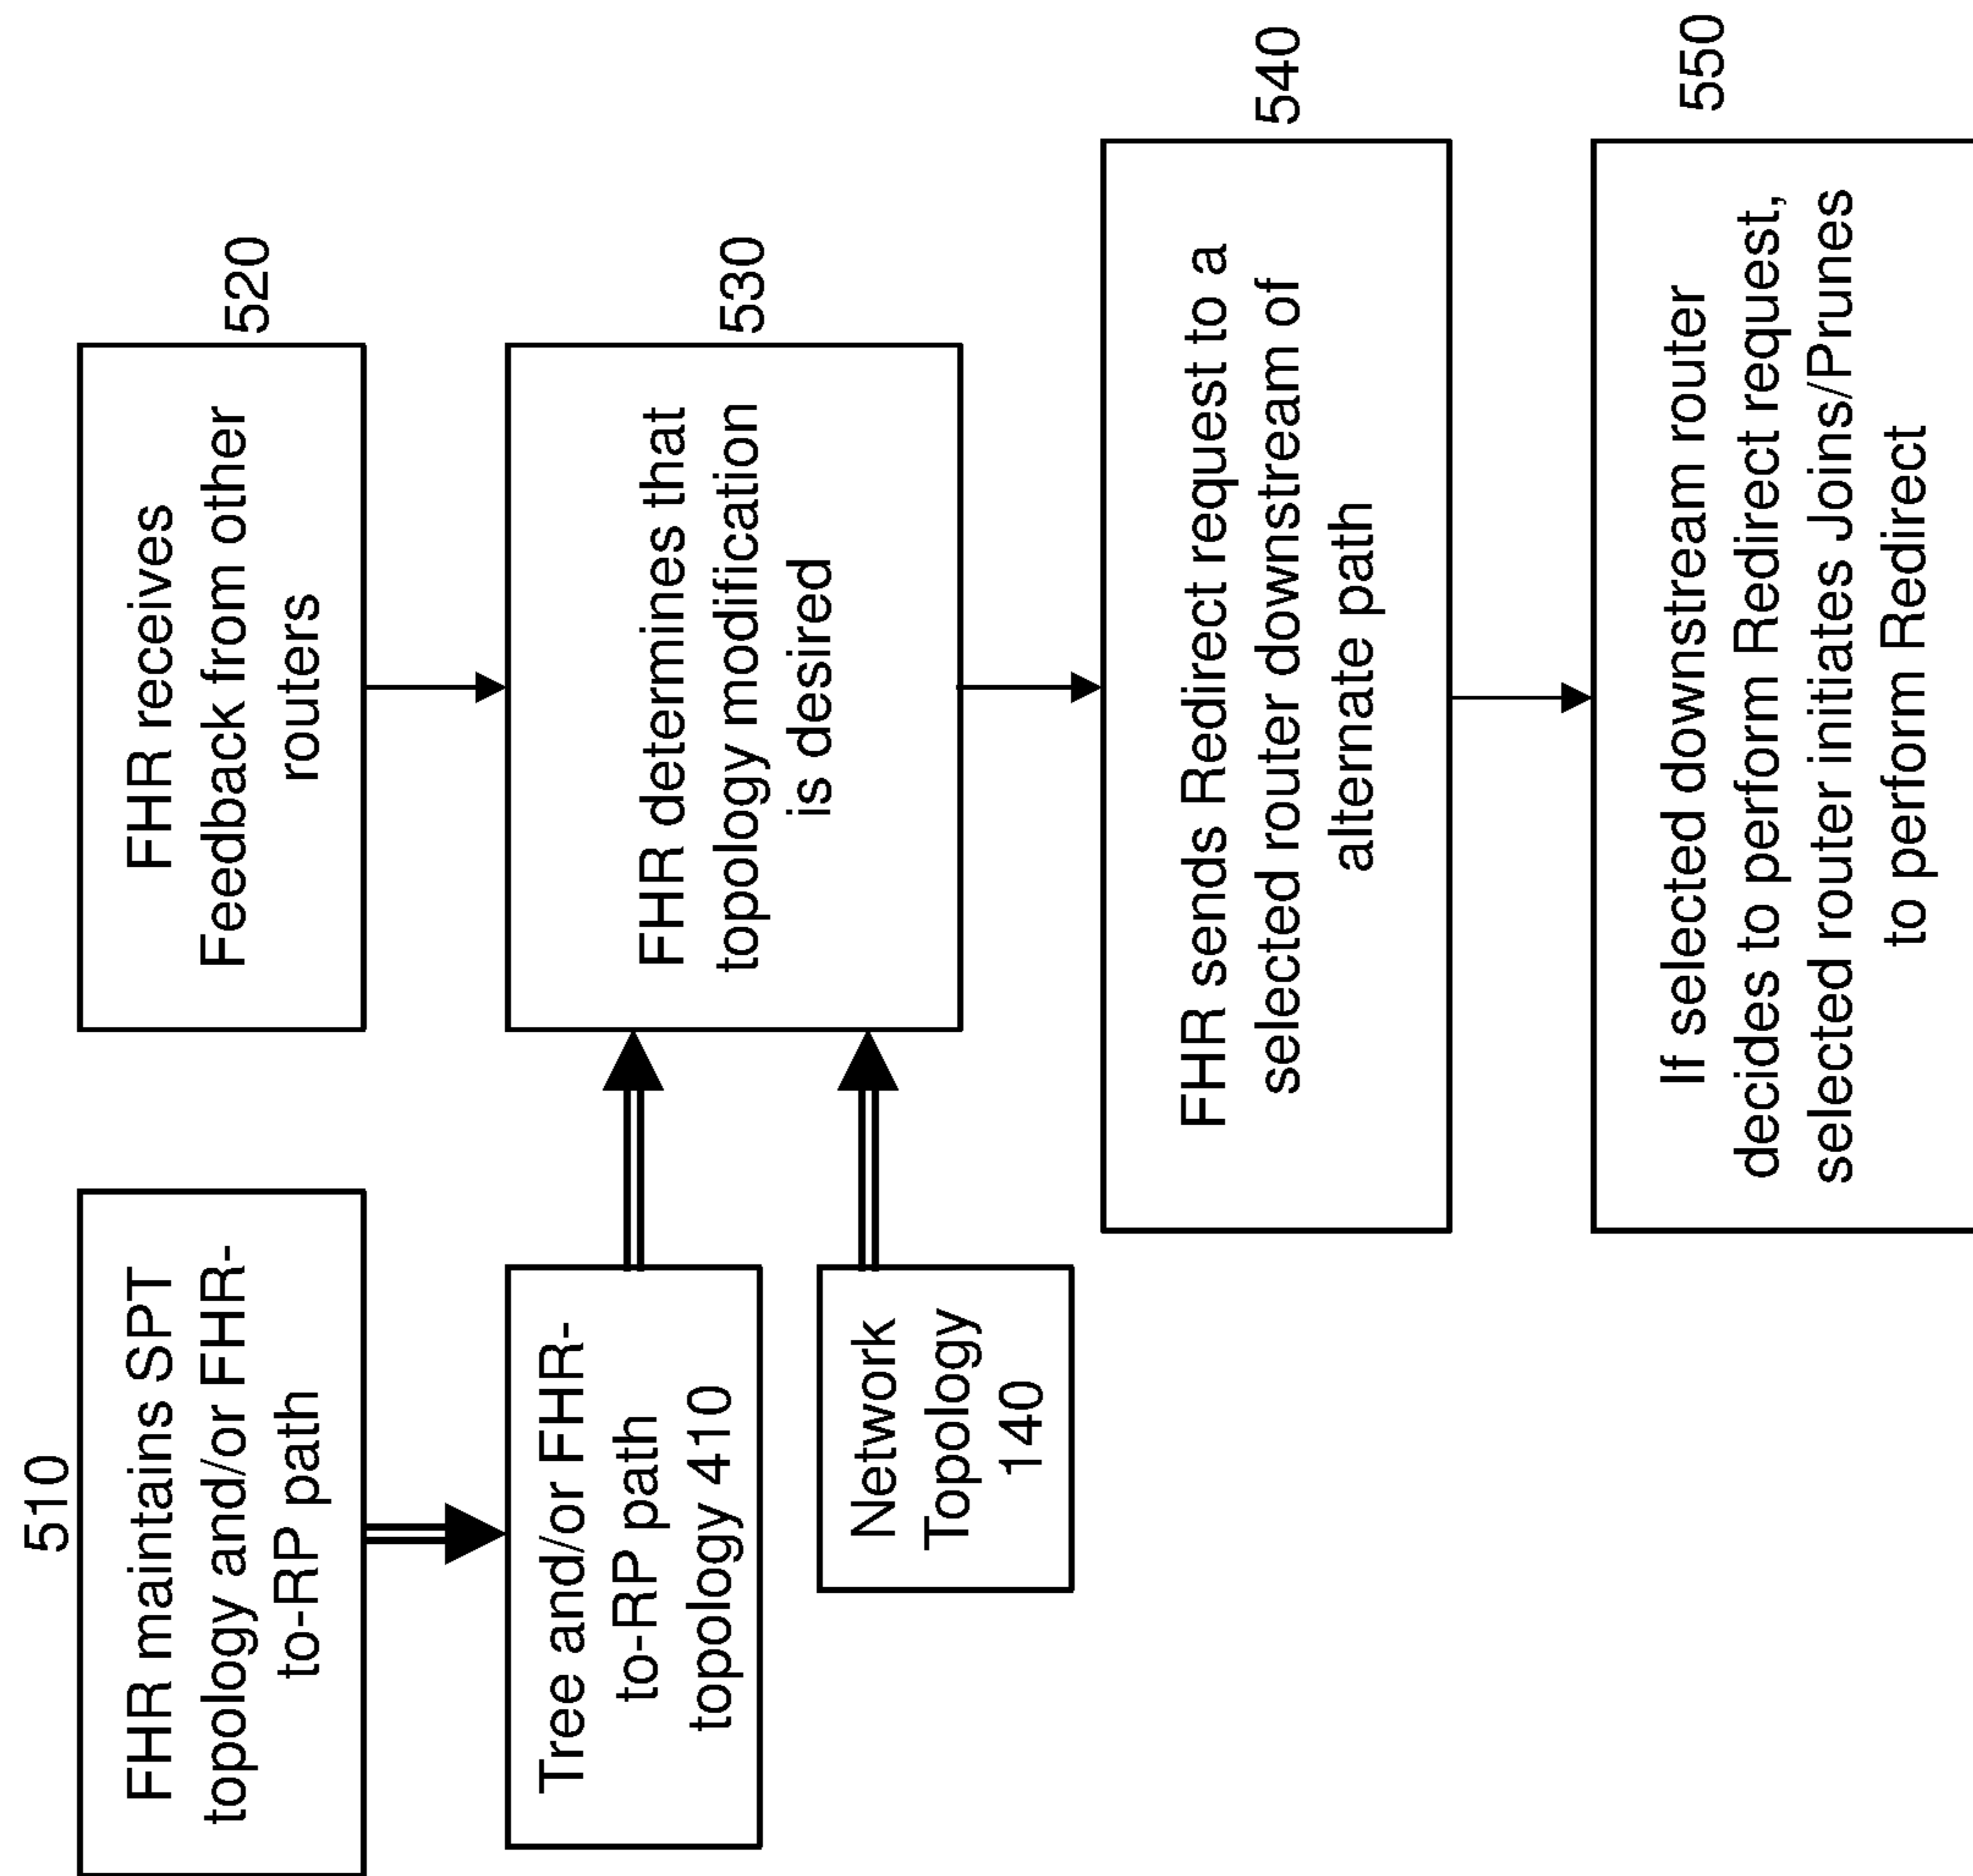 510
FHR maintains SPT
topology and/or FHR-
to-RP path
FHR receives
Feedback from other
routers
520
Tree and/or FHR-
to-RP path
topology 410
Network
Topology
140
FHR determines that
topology modification
is desired
530
FHR sends Redirect request to a
selected router downstream of
alternate path
540
If selected downstream router
decides to perform Redirect request,
selected router initiates Joins/Prunes
to perform Redirect
550